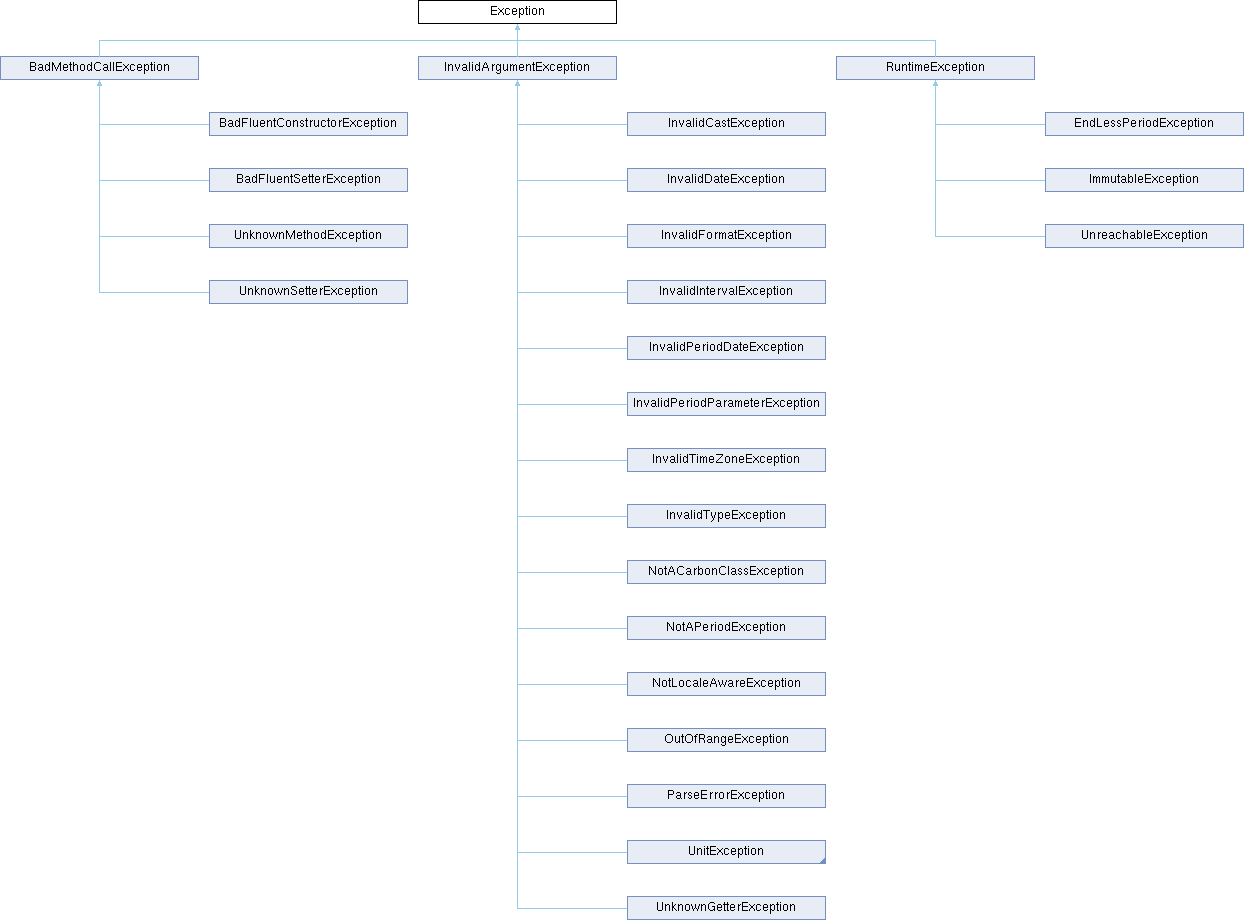 Exception
BadMethodCallException
InvalidArgumentException
RuntimeException
BadFluentConstructorException
InvalidCastException
EndLessPeriodException
BadFluentSetterException
InvalidDateException
ImmutableException
UnknownMethodException
InvalidFormatException
UnreachableException
UnknownSetterException
InvalidIntervalException
InvalidPeriodDateException
InvalidPeriodParameterException
InvalidTimeZoneException
InvalidTypeException
NotACarbonClassException
NotAPeriodException
NotLocaleAwareException
OutOfRangeException
ParseErrorException
UnitException
UnknownGetterException